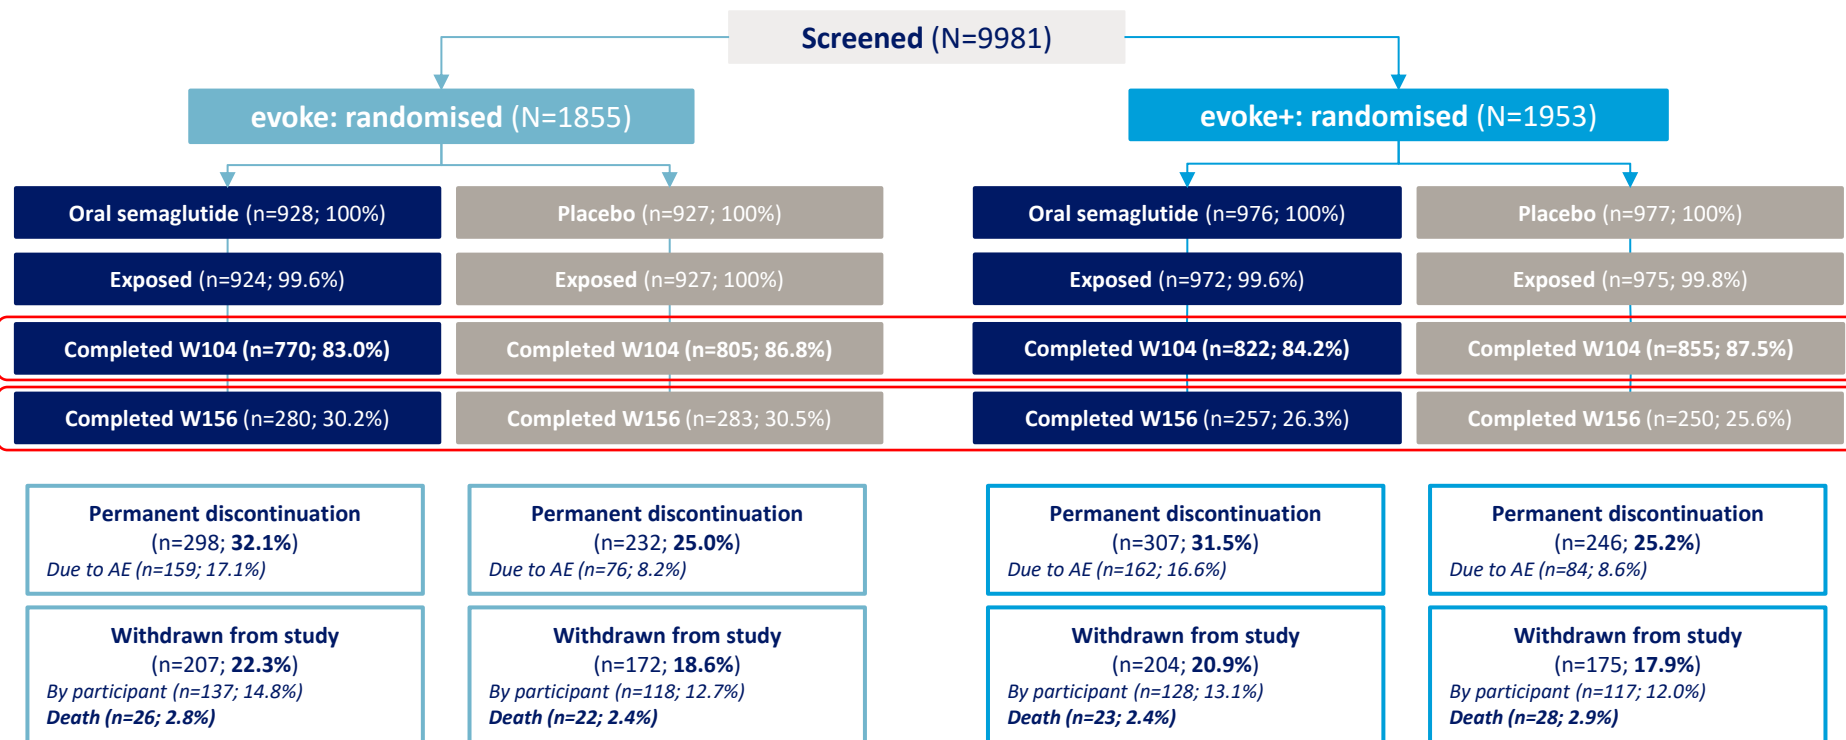 Screened (N=9981)
evoke: randomised (N=1855)
evoke+: randomised (N=1953)
Oral semaglutide (n=928; 100%)
Placebo (n=927; 100%)
Oral semaglutide (n=976; 100%)
Placebo (n=977; 100%)
Exposed (n=924; 99.6%)
Exposed (n=927; 100%)
Exposed (n=972; 99.6%)
Exposed (n=975; 99.8%)
Completed W104 (n=770; 83.0%)
Completed W104 (n=805; 86.8%)
Completed W104 (n=822; 84.2%)
Completed W104 (n=855; 87.5%)
Completed W156 (n=280; 30.2%)
Completed W156 (n=283; 30.5%)
Completed W156 (n=257; 26.3%)
Completed W156 (n=250; 25.6%)
Permanent discontinuation
(n=298; 32.1%)
Due to AE (n=159; 17.1%)
Permanent discontinuation
(n=232; 25.0%)
Due to AE (n=76; 8.2%)
Permanent discontinuation
(n=307; 31.5%)
Due to AE (n=162; 16.6%)
Permanent discontinuation
(n=246; 25.2%)
Due to AE (n=84; 8.6%)
Withdrawn from study
(n=207; 22.3%)
By participant (n=137; 14.8%)
Death (n=26; 2.8%)
Withdrawn from study
(n=172; 18.6%)
By participant (n=118; 12.7%)
Death (n=22; 2.4%)
Withdrawn from study
(n=204; 20.9%)
By participant (n=128; 13.1%)
Death (n=23; 2.4%)
Withdrawn from study
(n=175; 17.9%)
By participant (n=117; 12.0%)
Death (n=28; 2.9%)